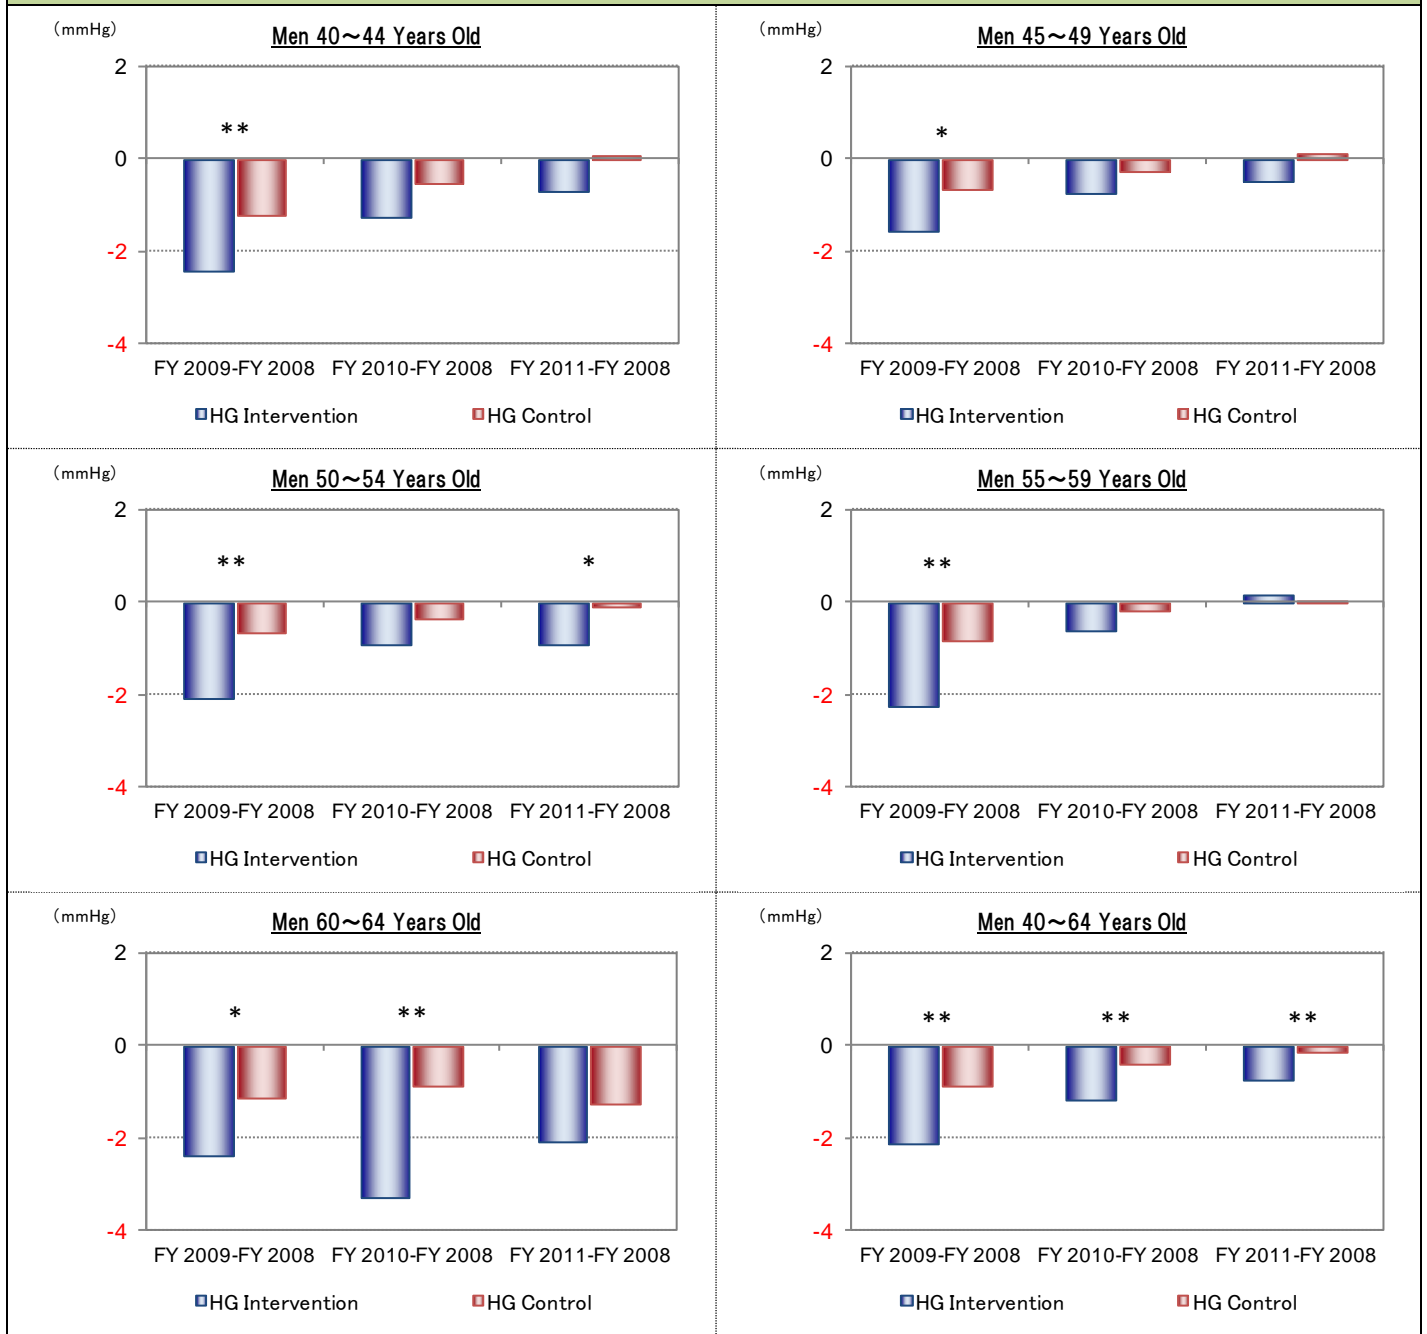 (mmHg)
Men 40～44 Years Old
2
**
0
-2
-4
FY 2009-FY 2008 FY 2010-FY 2008 FY 2011-FY 2008
HG Intervention HG Control
(mmHg)
Men 45～49 Years Old
2
*
0
-2
-4
FY 2009-FY 2008 FY 2010-FY 2008 FY 2011-FY 2008
HG Intervention HG Control
(mmHg)
Men 50～54 Years Old
2
** *
0
-2
-4
FY 2009-FY 2008 FY 2010-FY 2008 FY 2011-FY 2008
HG Intervention HG Control
(mmHg)
Men 55～59 Years Old
2
**
0
-2
-4
FY 2009-FY 2008 FY 2010-FY 2008 FY 2011-FY 2008
HG Intervention HG Control
(mmHg)
Men 60～64 Years Old
2
* **
0
-2
-4
FY 2009-FY 2008 FY 2010-FY 2008 FY 2011-FY 2008
HG Intervention HG Control
(mmHg)
Men 40～64 Years Old
2
** ** **
0
-2
-4
FY 2009-FY 2008 FY 2010-FY 2008 FY 2011-FY 2008
HG Intervention HG Control